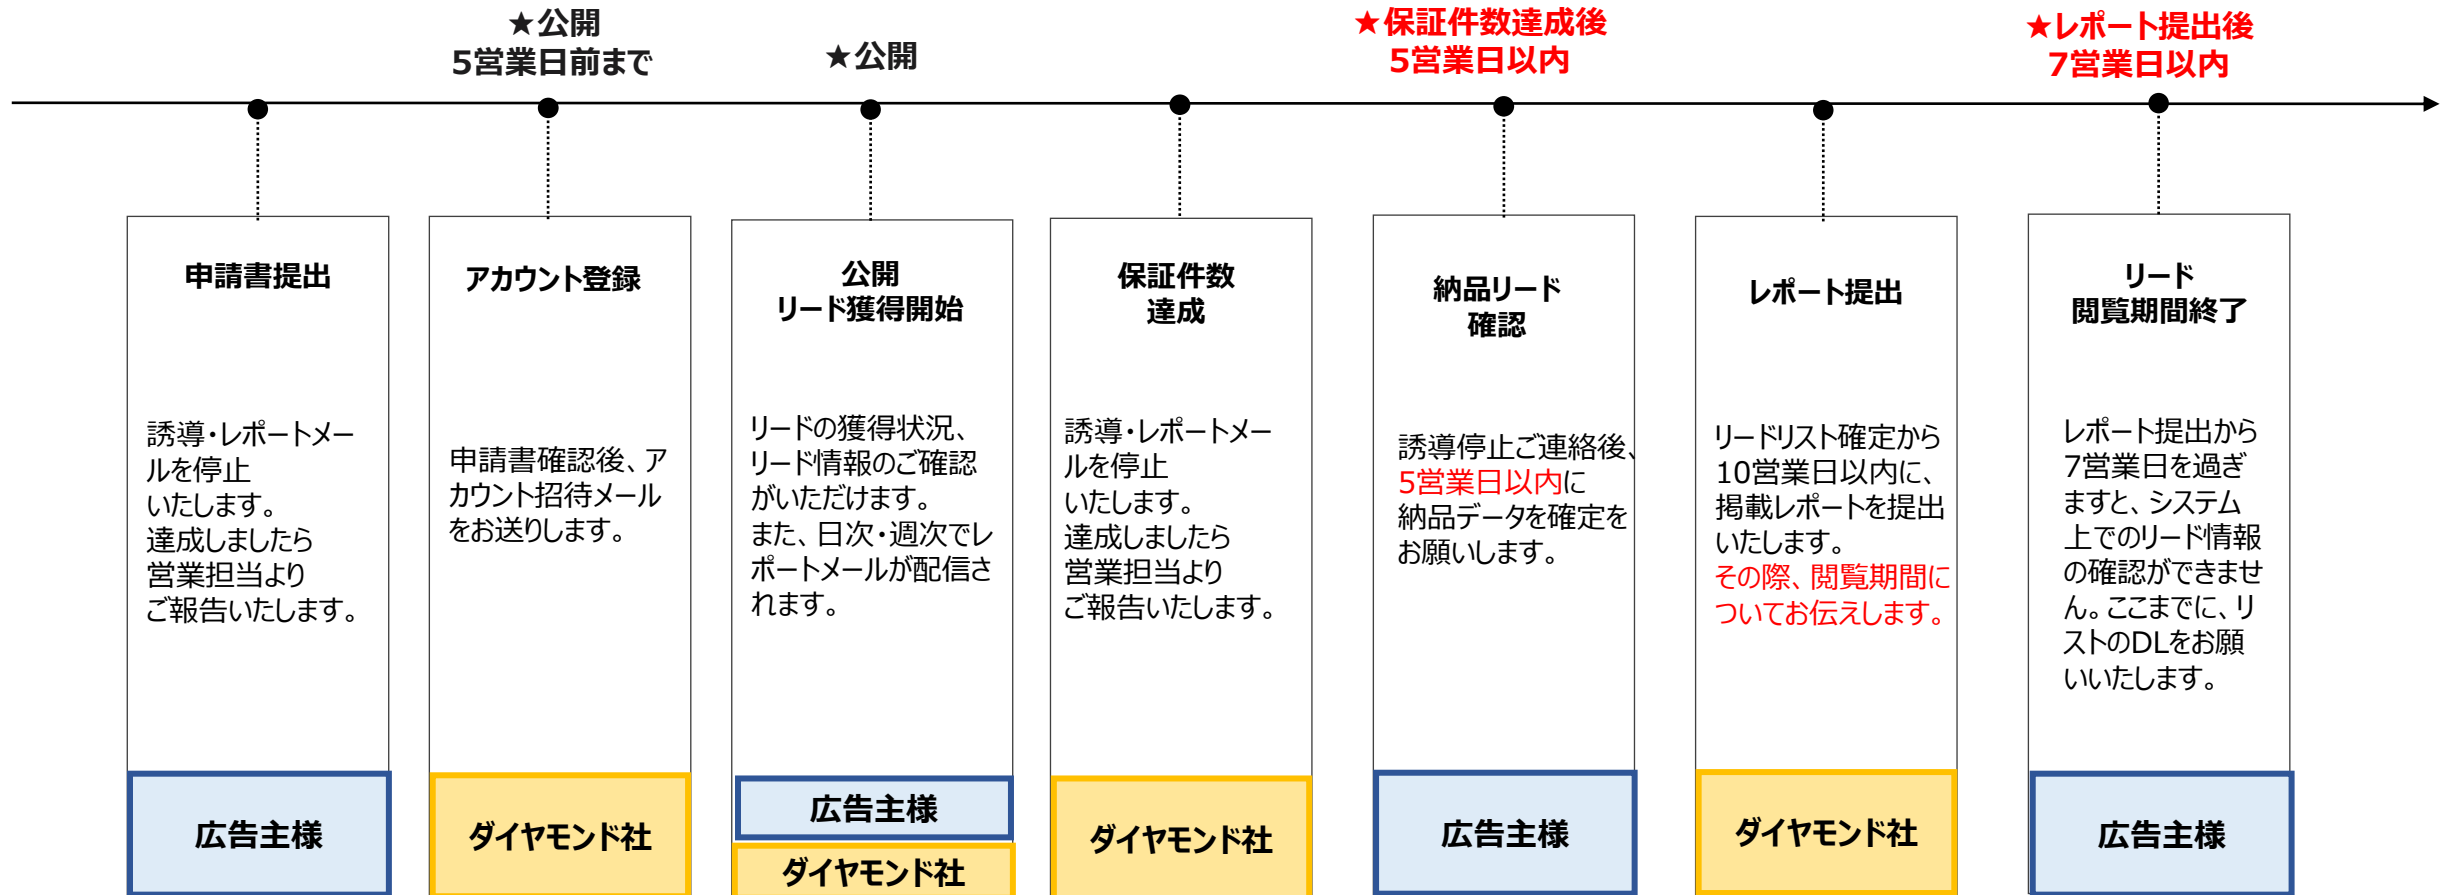 ★公開
5営業日前まで
★公開
★保証件数達成後
5営業日以内
★レポート提出後
7営業日以内
申請書提出
誘導・レポートメー
ルを停止
いたします。
達成しましたら
営業担当より
ご報告いたします。
広告主様
アカウント登録
申請書確認後、ア
カウント招待メール
をお送りします。
ダイヤモンド社
公開
リード獲得開始
リードの獲得状況、
リード情報のご確認
がいただけます。
また、日次・週次でレ
ポートメールが配信さ
れます。
広告主様
ダイヤモンド社
保証件数
達成
誘導・レポートメー
ルを停止
いたします。
達成しましたら
営業担当より
ご報告いたします。
ダイヤモンド社
納品リード
確認
誘導停止ご連絡後、
5営業日以内に
納品データを確定を
お願いします。
広告主様
レポート提出
リードリスト確定から
10営業日以内に、
掲載レポートを提出
いたします。
その際、閲覧期間に
ついてお伝えします。
ダイヤモンド社
リード
閲覧期間終了
レポート提出から
7営業日を過ぎ
ますと、システム
上でのリード情報
の確認ができませ
ん。ここまでに、リ
ストのDLをお願
いいたします。
広告主様